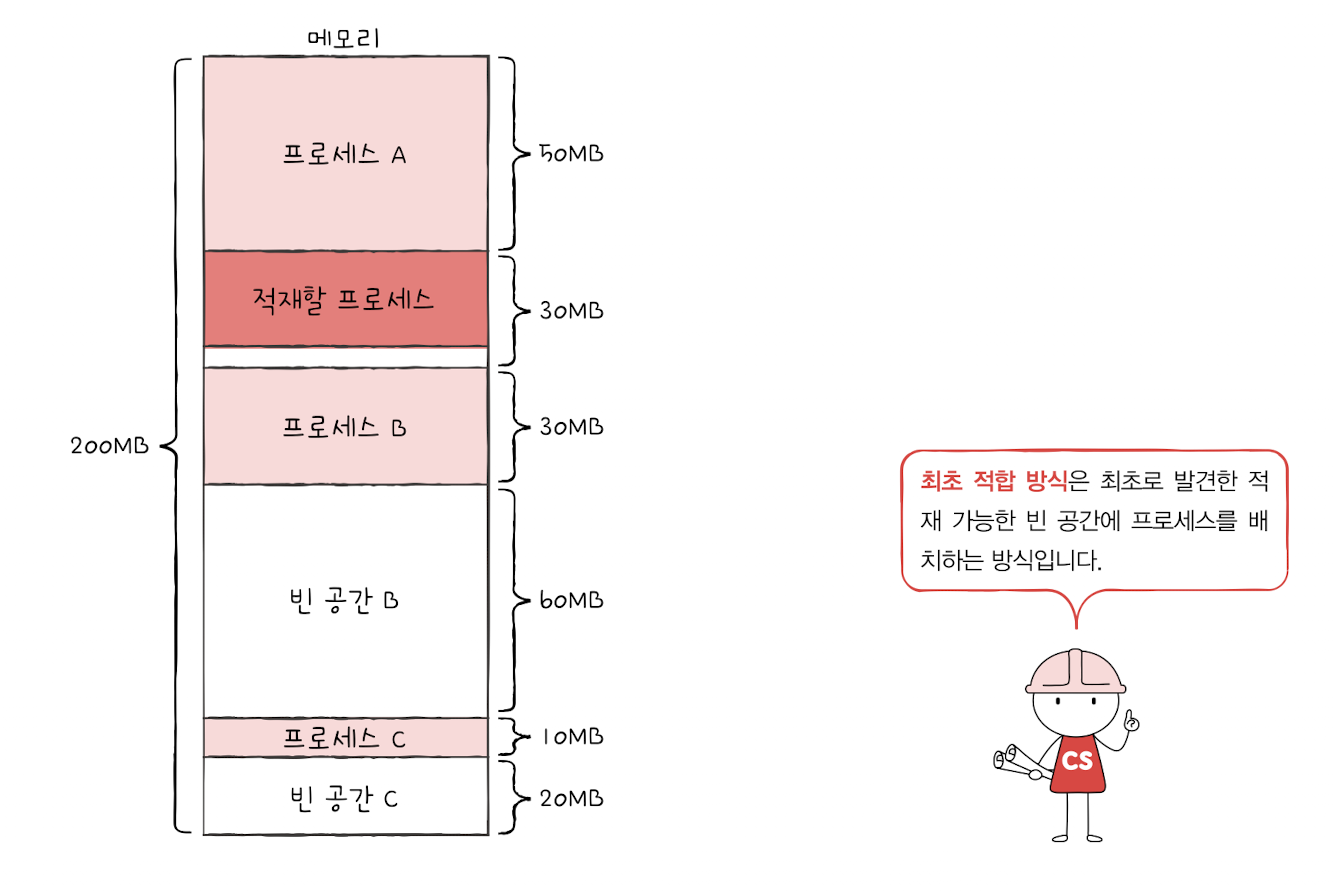 메모리
프로세스 A
50MB
적재할 프로세스
30MB
프로세스 B
30MB
200MB
빈 공간 B
60MB
프로세스 C
10MB
빈 공간 C
20MB
최초 적합 방식은 최초로 발견한 적
재 가능한 빈 공간에 프로세스를 배
치하는 방식입니다.
CS